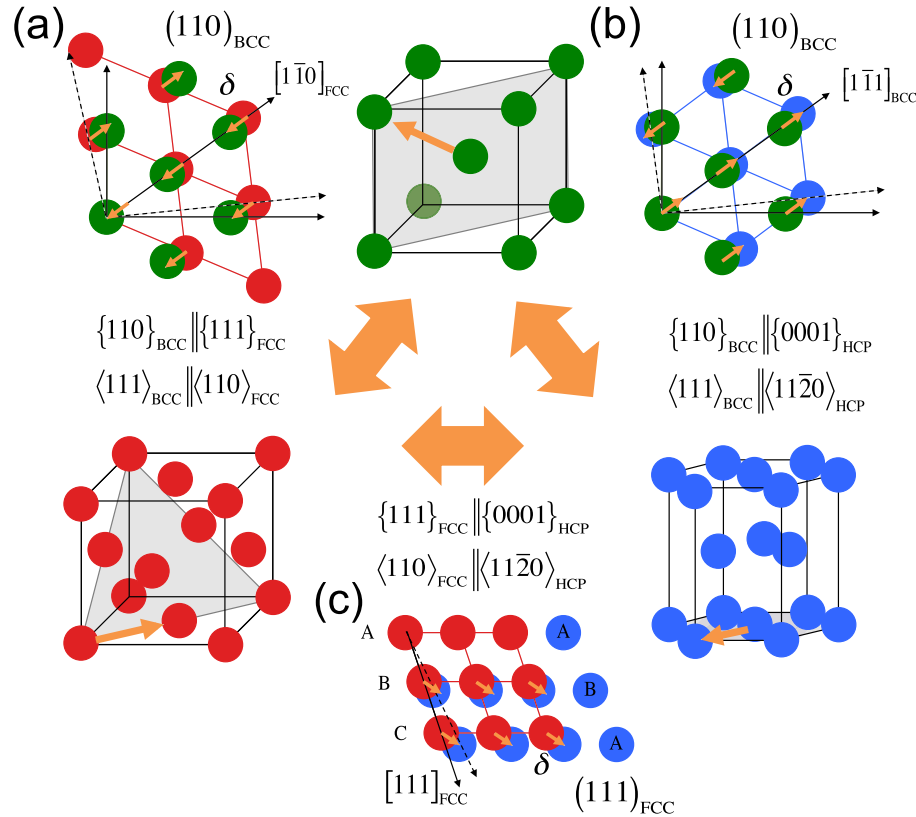 (a)
(110)BCC
δ
[11̄0]FCC
(b)
(110)BCC
δ
[11̄1]BCC
{110}BCC∥{111}FCC
⟨111⟩BCC∥⟨110⟩FCC
{110}BCC∥{0001}HCP
⟨111⟩BCC∥⟨112̄0⟩HCP
{111}FCC∥{0001}HCP
⟨110⟩FCC∥⟨112̄0⟩HCP
(c)
A A
B B
C A
δ
[111]FCC
(111)FCC